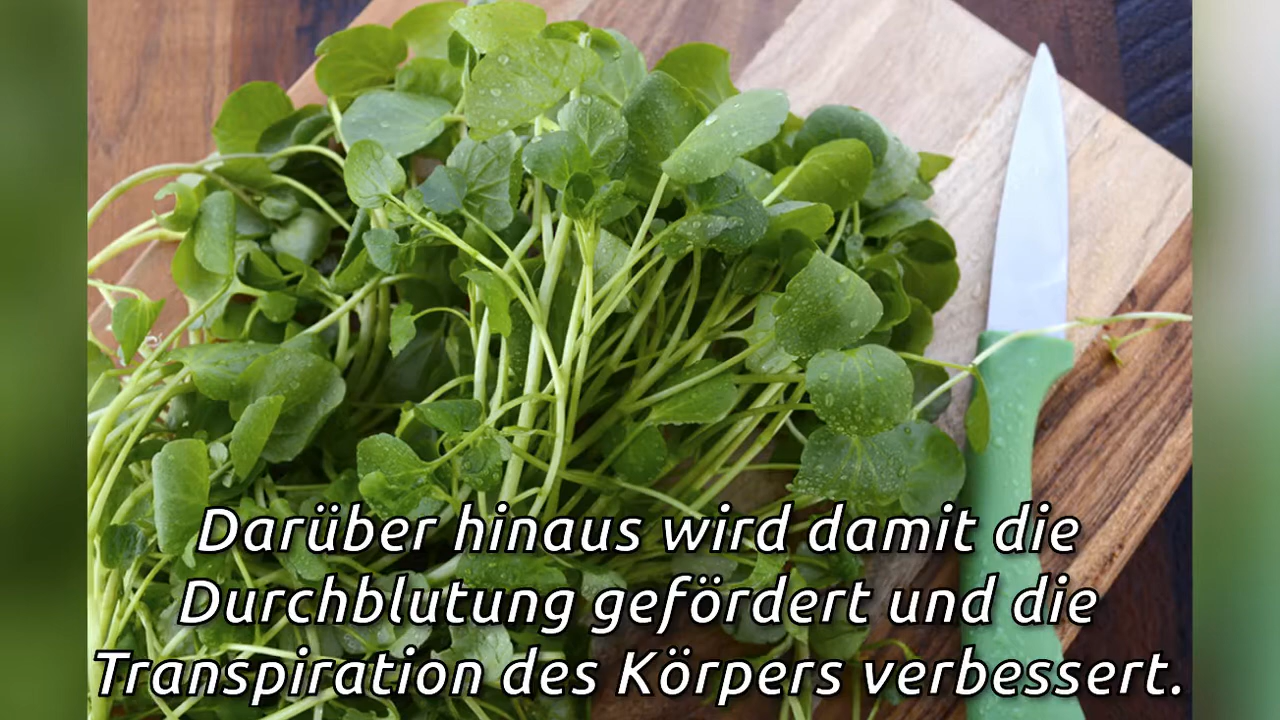 Darüber hinaus wird damit die
Durchblutung gefördert und die
Transpiration des Körpers verbessert.